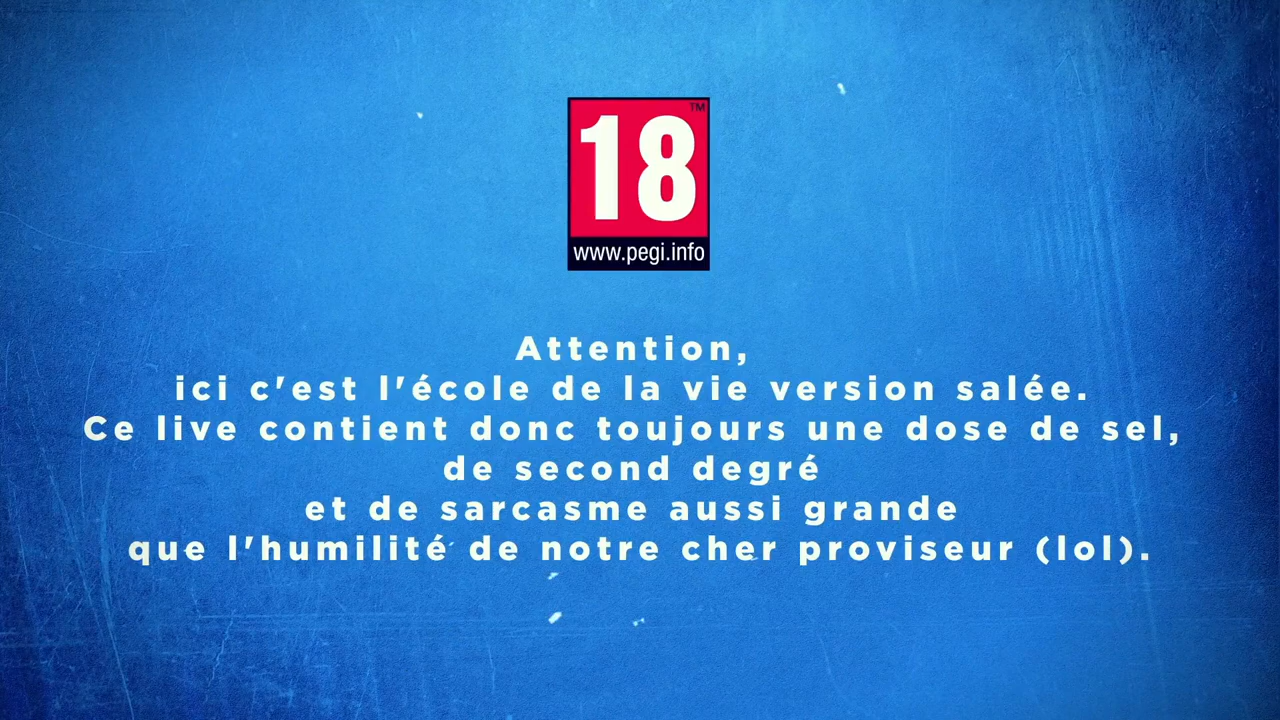 TM
18
www.pegi.info
Attention,
ici c'est l'école de la vie version salée.
Ce live contient donc toujours une dose de sel,
de second degré
et de sarcasme aussi grande
que l'humilité de notre cher proviseur (lol).